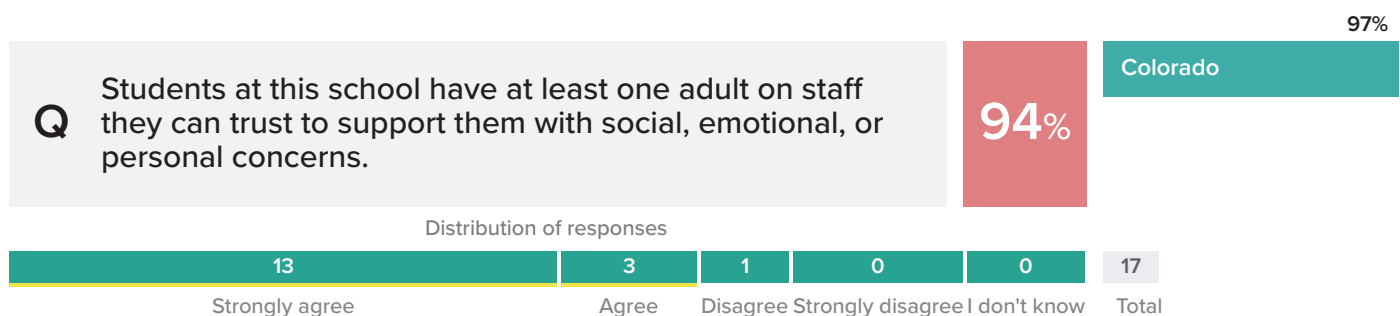 97%
Colorado
Q
Students at this school have at least one adult on staff
they can trust to support them with social, emotional, or
personal concerns.
94%
Distribution of responses
13 3 1 0 0 17
Strongly agree Agree Disagree Strongly disagree I don't know Total